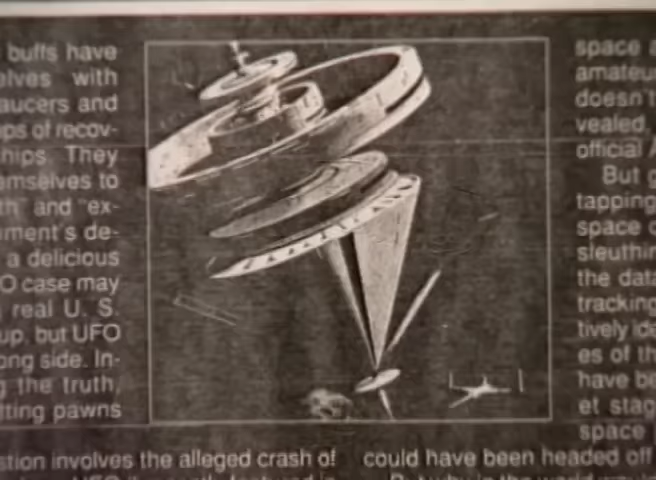 buffs have
with
aucers and
ps of recov-
hips. They
emselves to
and "ex-
ment's de-
a delicious
O case may
real U. S.
up, but UFO
ong side. In-
the truth,
tting pawns
stion involves the alleged crash of
space
amateu
doesn't
vealed,
official
But
tapping
space
sleuthin
the data
tracking
tively ide
es of th
have be
et stag
space
could have been headed off